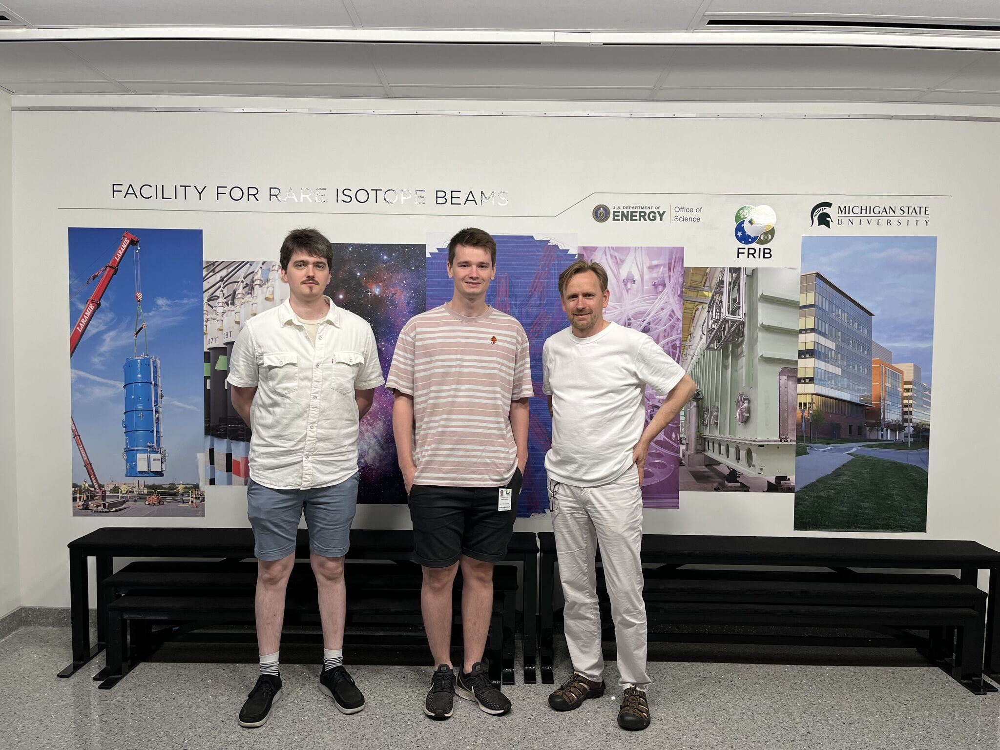 FACILITY FOR RARE ISOTOPE BEAMS
U.S. DEPARTMENT OF
ENERGY
Office of
Science
FRIB
MICHIGAN STATE
UNIVERSITY
LARAMIE
LARAMIE
07T
08T
FRIB